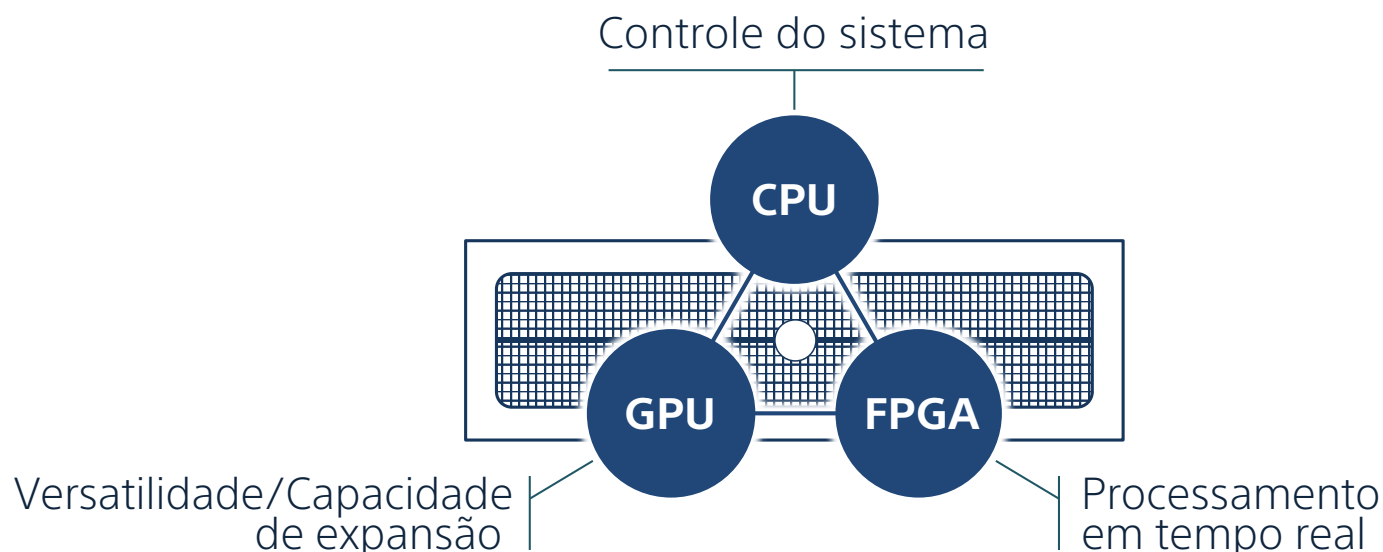 Controle do sistema
CPU
GPU
FPGA
Versatilidade/Capacidade
de expansão
Processamento
em tempo real